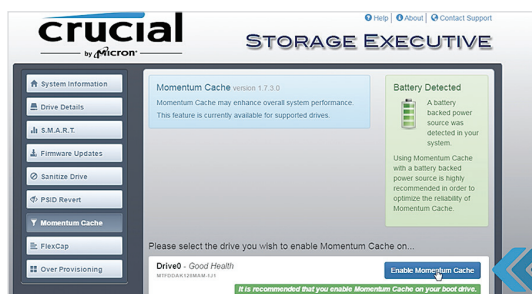 crucial
by Micron
Help | About | Contact Support
STORAGE EXECUTIVE
System Information
Drive Details
S.M.A.R.T.
Firmware Updates
Sanitize Drive
PSID Revert
Momentum Cache
FlexCap
Over Provisioning
Momentum Cache version 1.7.3.0
Momentum Cache may enhance overall system performance.
This feature is currently available for supported drives.
Battery Detected
A battery
backed power
source was
detected in your
system.
Using Momentum Cache
with a battery backed
power source is highly
recommended in order to
optimize the reliability of
Momentum Cache.
Please select the drive you wish to enable Momentum Cache on...
Drive0 - Good Health
Enable Momentum Cache
It is recommended that you enable Momentum Cache on your boot drive.